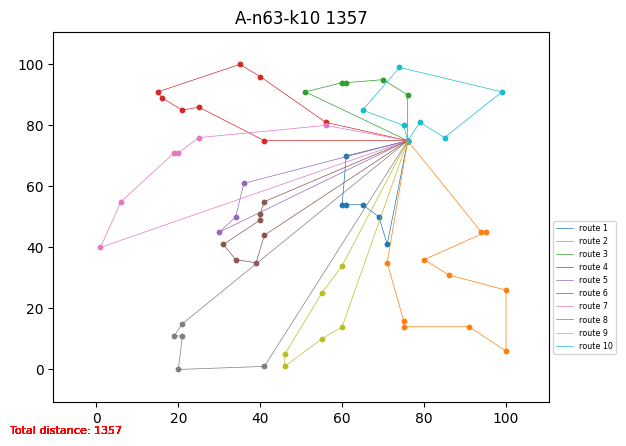 A-n63-k10 1357
100
80
60
40
20
0
0 20 40 60 80 100
route 1
route 2
route 3
route 4
route 5
route 6
route 7
route 8
route 9
route 10
Total distance: 1357